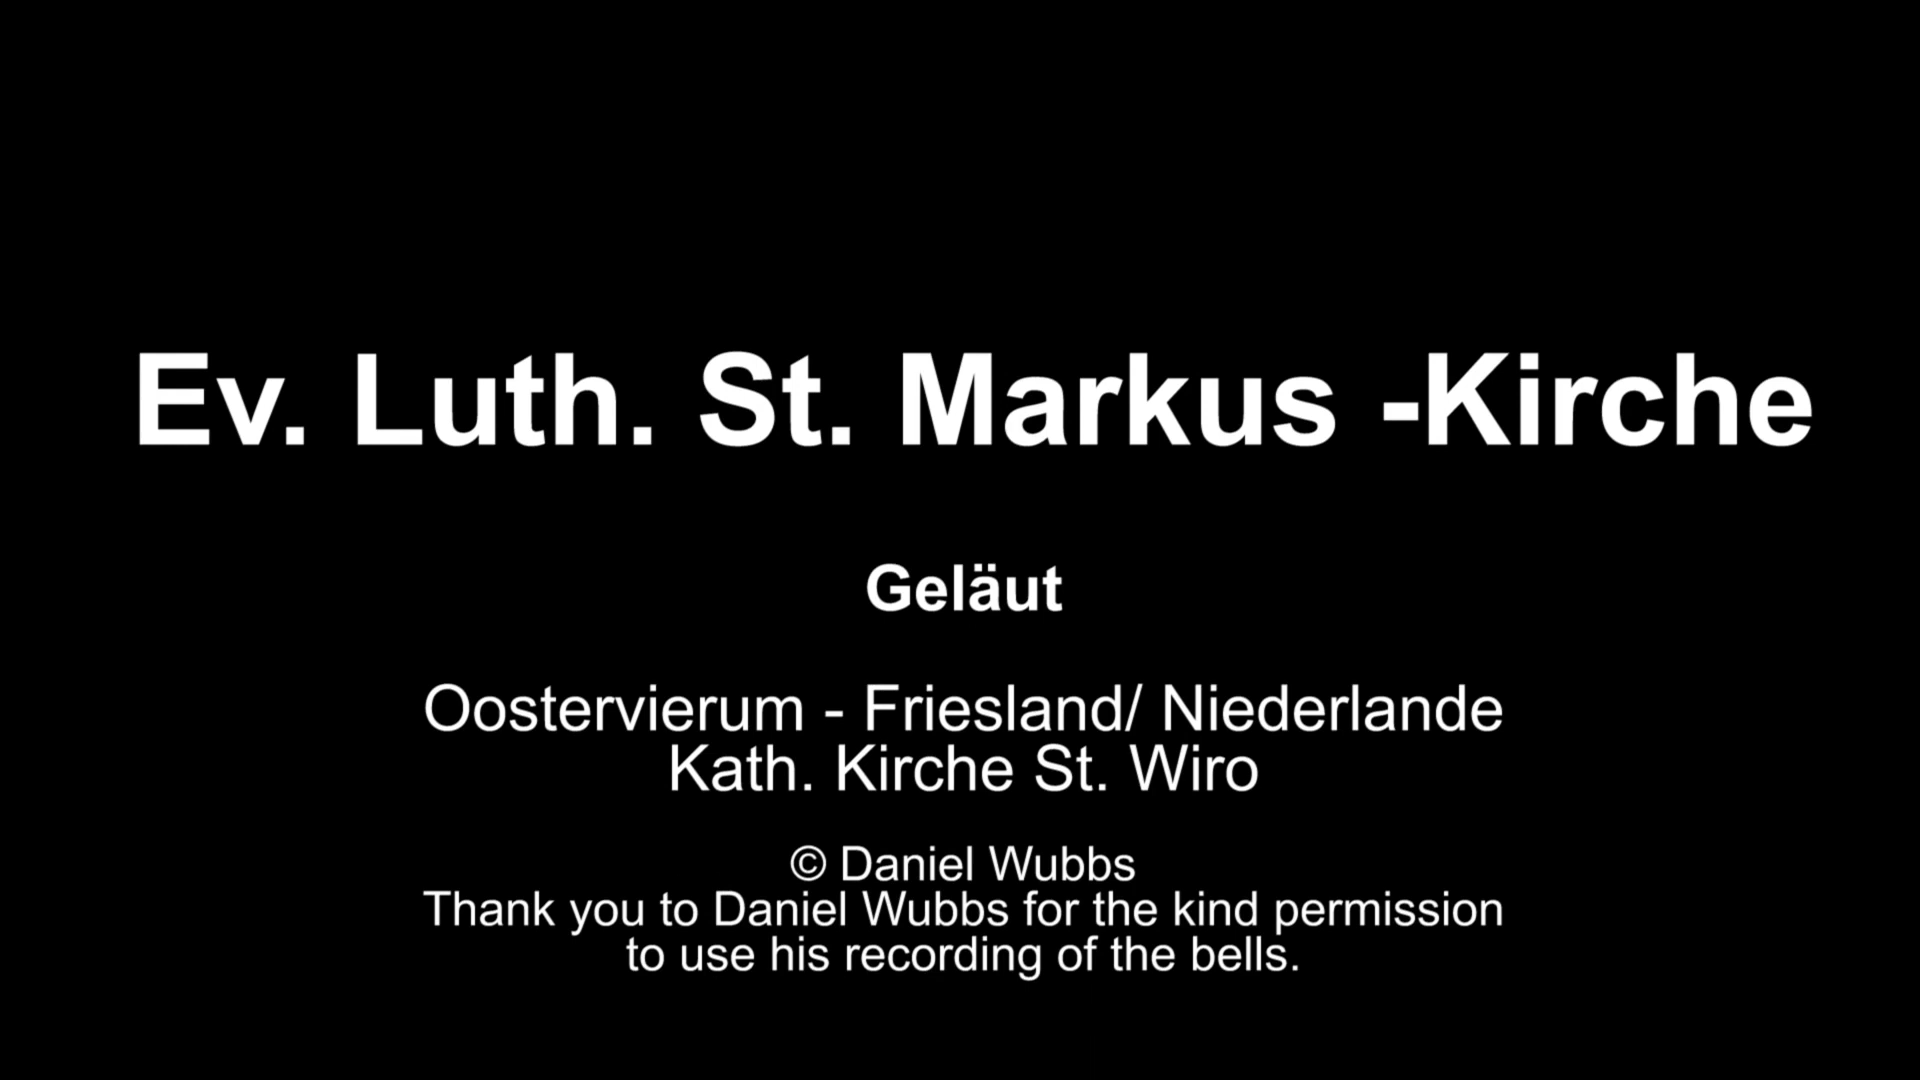 Ev. Luth. St. Markus -Kirche
Geläut
Oostervierum - Friesland/ Niederlande
Kath. Kirche St. Wiro
© Daniel Wubbs
Thank you to Daniel Wubbs for the kind permission
to use his recording of the bells.